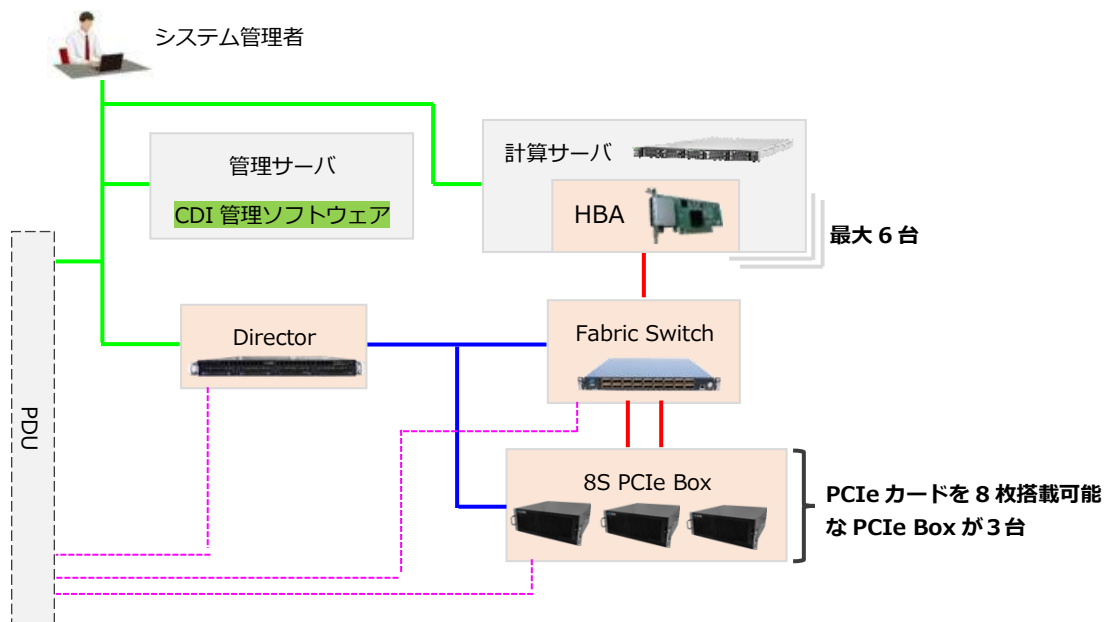 システム管理者
管理サーバ
CDI 管理ソフトウェア
計算サーバ
HBA
最大 6 台
Director
Fabric Switch
PDU
8S PCIe Box
PCIe カードを 8 枚搭載可能
な PCIe Box が３台